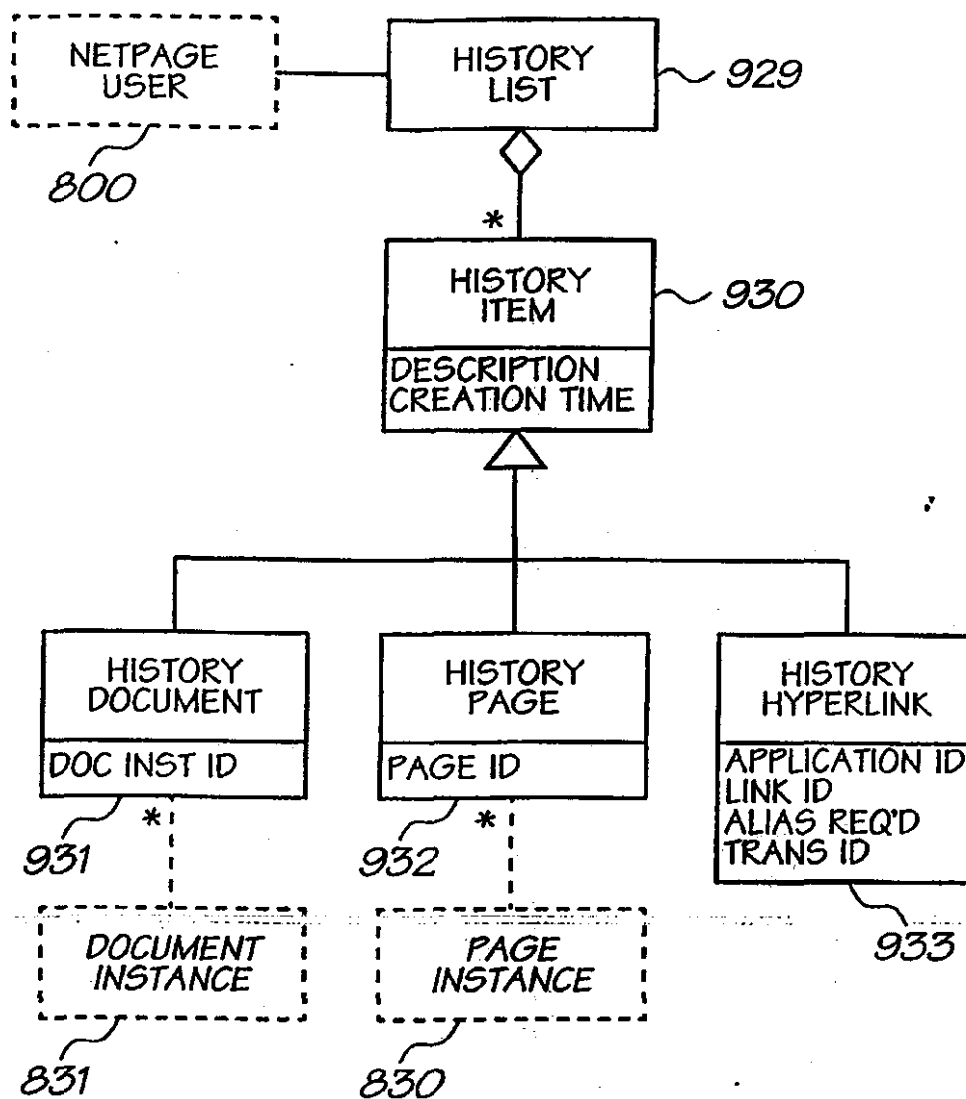 NETPAGE
USER
800
HISTORY
LIST
929
*
HISTORY
ITEM
930
DESCRIPTION
CREATION TIME
HISTORY
DOCUMENT
DOC INST ID
931
*
HISTORY
PAGE
PAGE ID
932
*
HISTORY
HYPERLINK
APPLICATION ID
LINK ID
ALIAS REQ'D
TRANS ID
933
DOCUMENT
INSTANCE
831
PAGE
INSTANCE
830